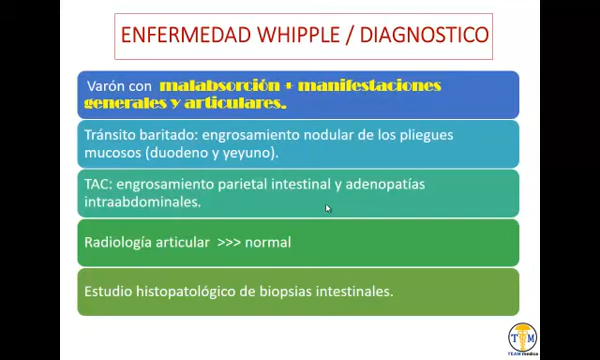 ENFERMEDAD WHIPPLE / DIAGNOSTICO
Varón con malabsorción + manifestaciones
generales y articulares.
Tránsito baritado: engrosamiento nodular de los pliegues
mucosos (duodeno y yeyuno).
TAC: engrosamiento parietal intestinal y adenopatías
intraabdominales.
Radiología articular >>> normal
Estudio histopatológico de biopsias intestinales.
T M
TEAM medica